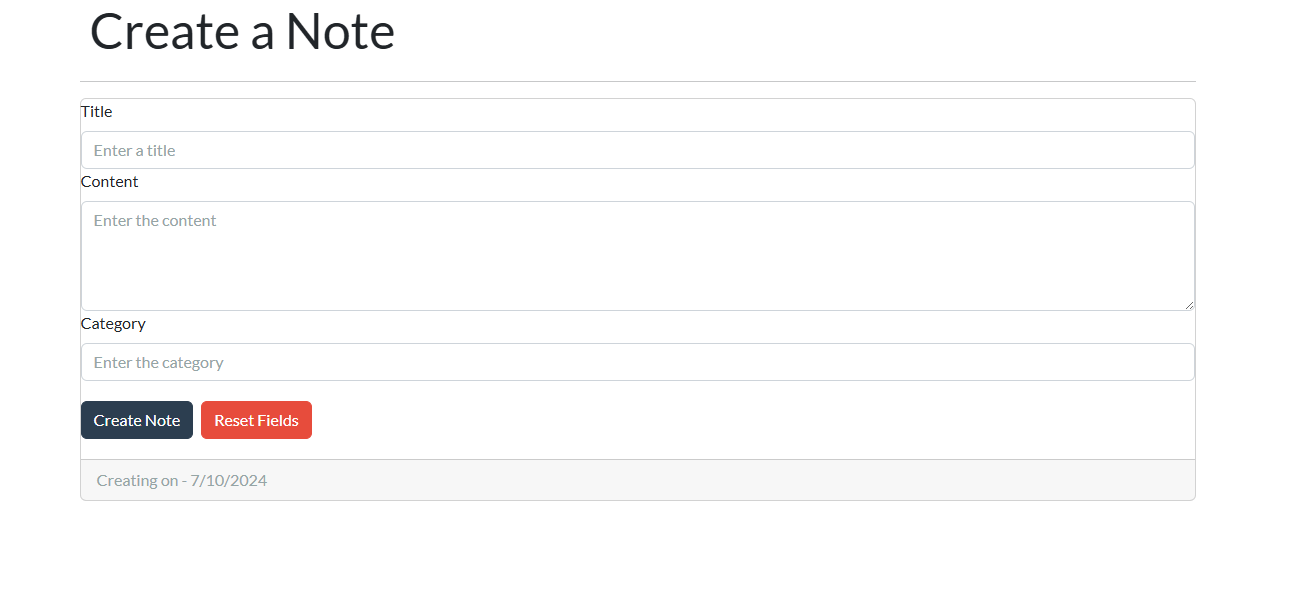 Create a Note
Title
Enter a title
Content
Enter the content
Category
Enter the category
Create Note Reset Fields
Creating on - 7/10/2024